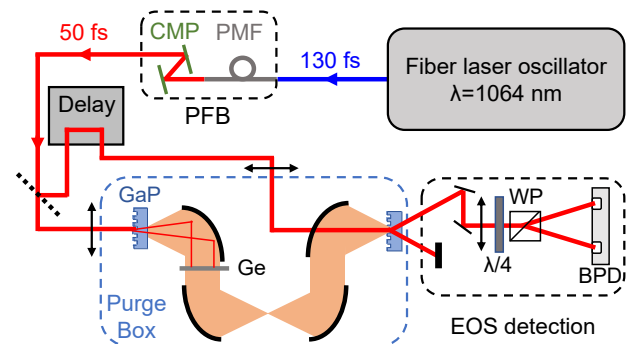 50 fs
CMP
PMF
130 fs
PFB
Fiber laser oscillator
λ=1064 nm
Delay
GaP
Ge
Purge
Box
WP
λ/4
BPD
EOS detection